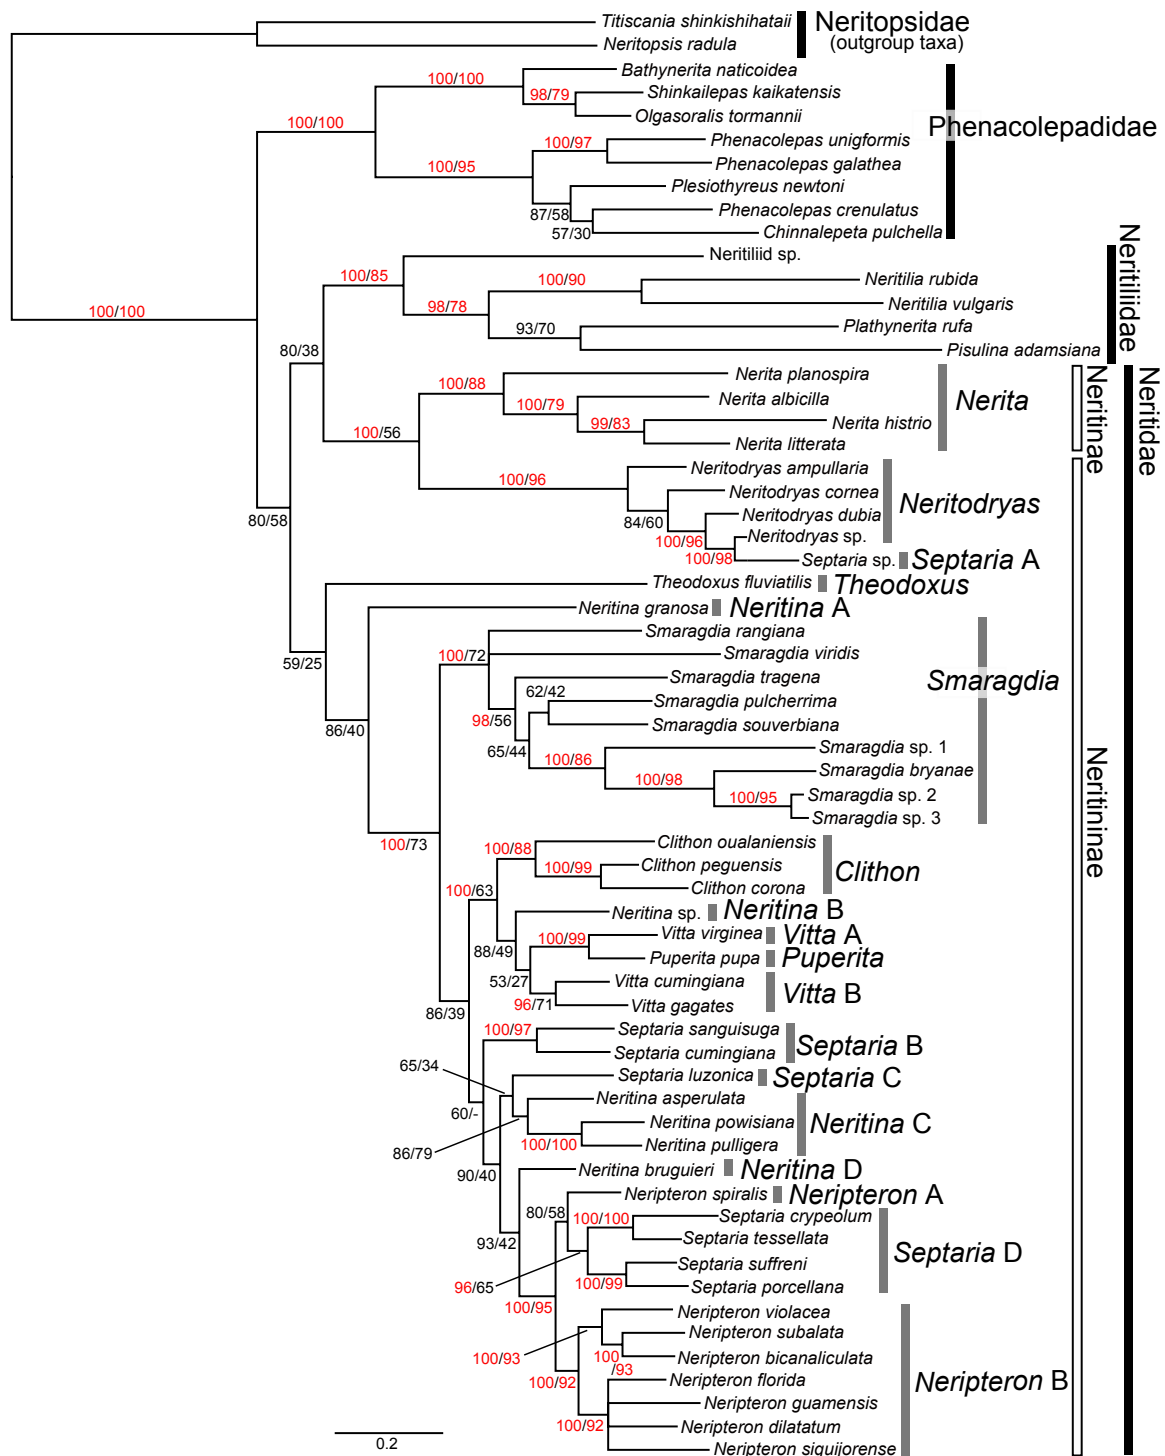 Titiscania shinkishihataii
Neritopsidae
(outgroup taxa)
Neritopsis radula
Bathynerita naticoidea
100/100
98/79
Shinkailepas kaikatensis
Olgasoralis tormannii
100/100
Phenacolepadidae
100/97
Phenacolepas unigformis
Phenacolepas galathea
100/95
Plesiothyreus newtoni
87/58
Phenacolepas crenulatus
57/30
Chinnalepeta pulchella
Neritiliidae
Neritiliid sp.
100/85
100/90
Neritilia rubida
Neritilia vulgaris
98/78
100/100
93/70
Plathynerita rufa
Pisulina adamsiana
80/38
Neritidae
Neritinae
Nerita planospira
100/88
Nerita albicilla
100/79
Nerita
99/83
Nerita histrio
Nerita litterata
100/56
Neritodryas ampullaria
100/96
Neritodryas cornea
Neritodryas
84/60
Neritodryas dubia
80/58
100/96
Neritodryas sp.
100/98
Septaria sp.
Septaria A
Theodoxus fluviatilis
Theodoxus
Neritina granosa
Neritina A
Smaragdia rangiana
59/25
100/72
Smaragdia viridis
Smaragdia tragena
Smaragdia
62/42
Smaragdia pulcherrima
98/56
Smaragdia souverbiana
86/40
65/44
Smaragdia sp. 1
100/86
Smaragdia bryanae
100/98
Neritininae
100/95
Smaragdia sp. 2
Smaragdia sp. 3
100/73
Clithon oualaniensis
100/88
Clithon peguensis
100/99
Clithon
Clithon corona
100/63
Neritina sp.
Neritina B
Vitta virginea
Vitta A
100/99
88/49
Puperita pupa
Puperita
53/27
Vitta cumingiana
Vitta B
96/71
Vitta gagates
86/39
Septaria sanguisuga
100/97
Septaria B
Septaria cumingiana
65/34
Septaria luzonica
Septaria C
Neritina asperulata
60/-
Neritina powisiana
Neritina C
100/100
Neritina pulligera
86/79
Neritina bruguieri
Neritina D
90/40
Neripteron spiralis
Neripteron A
80/58
100/100
Septaria crypeolum
Septaria tessellata
93/42
Septaria D
Septaria suffreni
96/65
100/99
Septaria porcellana
100/95
Neripteron violacea
Neripteron subalata
100/93
100
/93
Neripteron bicanaliculata
100/92
Neripteron florida
Neripteron B
Neripteron guamensis
100/92
Neripteron dilatatum
0.2
Neripteron siquijorense